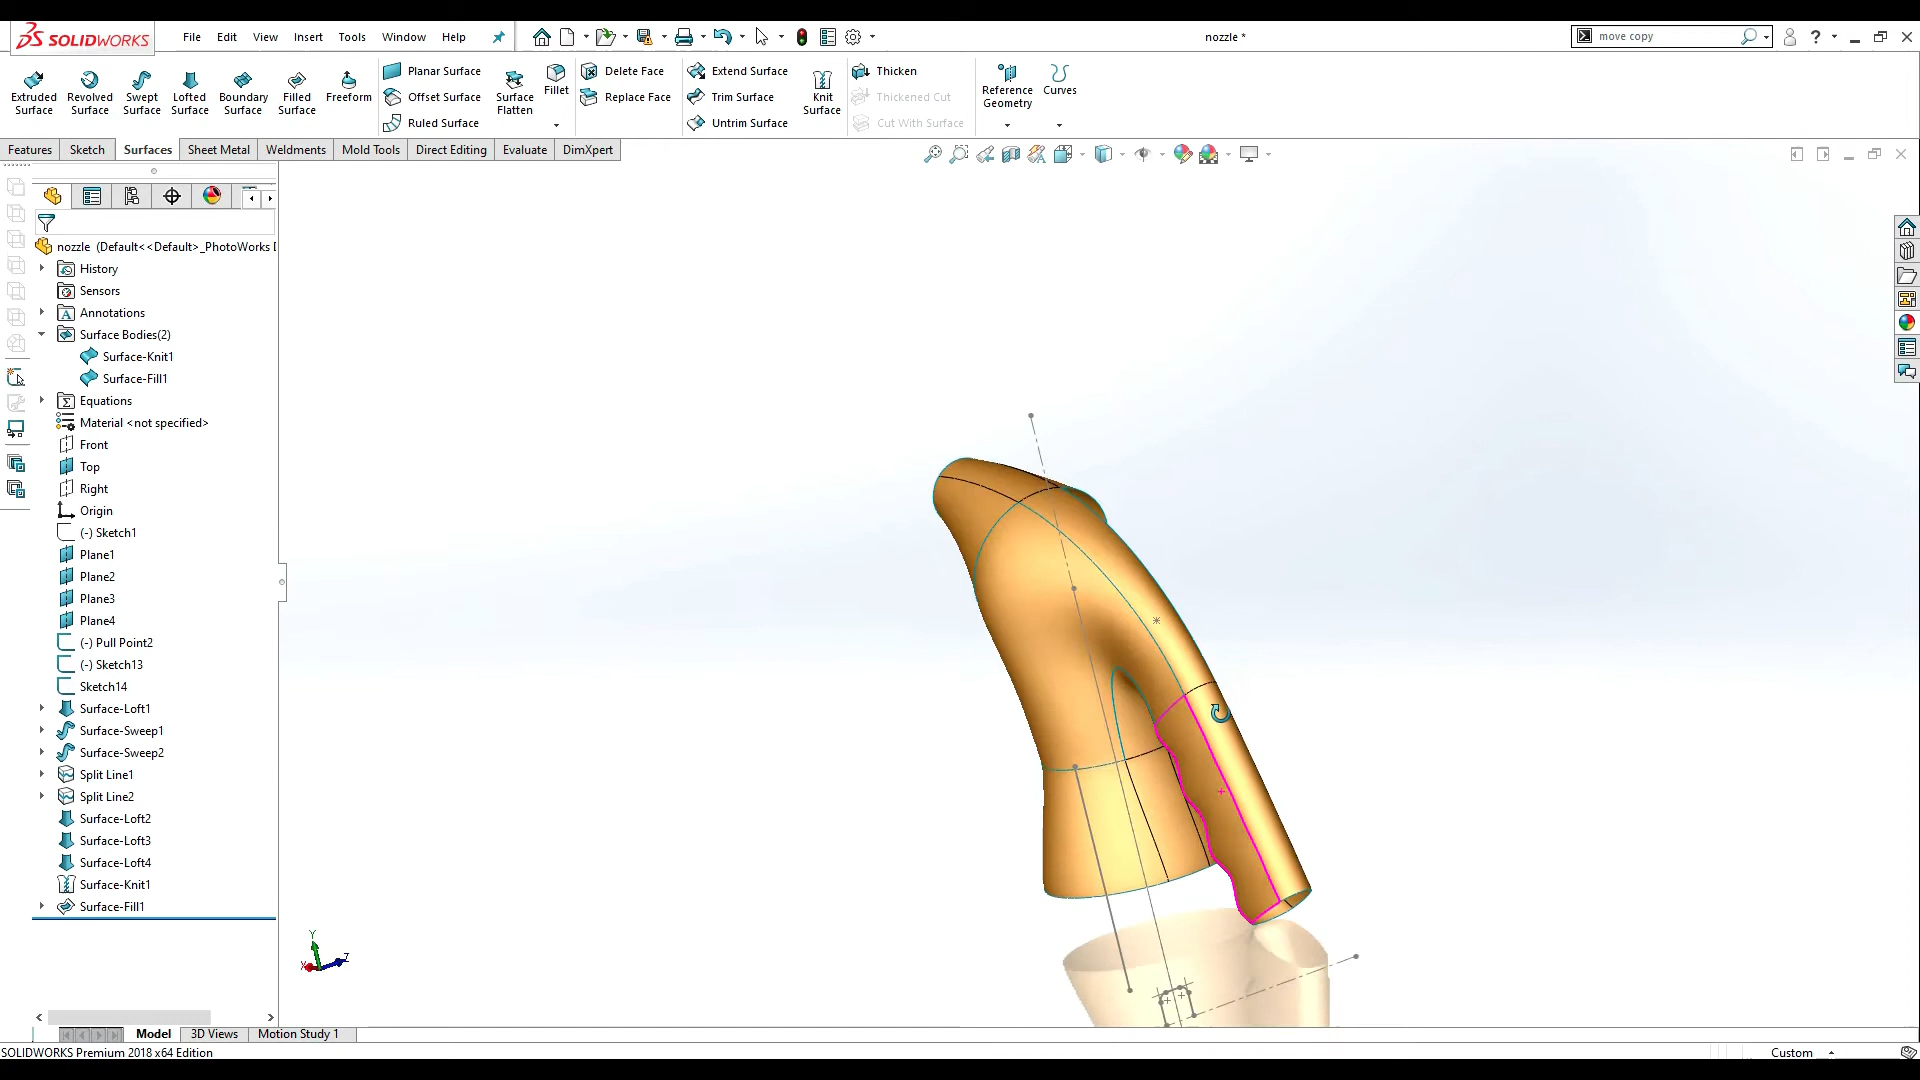 SOLIDWORKS
File Edit View Insert Tools Window Help
nozzle *
move copy
Extruded Surface
Revolved Surface
Swept Surface
Lofted Surface
Boundary Surface
Filled Surface
Freeform
Planar Surface
Offset Surface
Ruled Surface
Surface Flatten
Fillet
Delete Face
Replace Face
Extend Surface
Trim Surface
Untrim Surface
Knit Surface
Thicken
Thickened Cut
Cut With Surface
Reference Geometry
Curves
Features Sketch Surfaces Sheet Metal Weldments Mold Tools Direct Editing Evaluate DimXpert
nozzle (Default<<Default>_PhotoWorks D
History
Sensors
Annotations
Surface Bodies(2)
Surface-Knit1
Surface-Fill1
Equations
Material <not specified>
Front
Top
Right
Origin
(-) Sketch1
Plane1
Plane2
Plane3
Plane4
(-) Pull Point2
(-) Sketch13
Sketch14
Surface-Loft1
Surface-Sweep1
Surface-Sweep2
Split Line1
Split Line2
Surface-Loft2
Surface-Loft3
Surface-Loft4
Surface-Knit1
Surface-Fill1
Y
X
Z
Model 3D Views Motion Study 1
SOLIDWORKS Premium 2018 x64 Edition
Custom